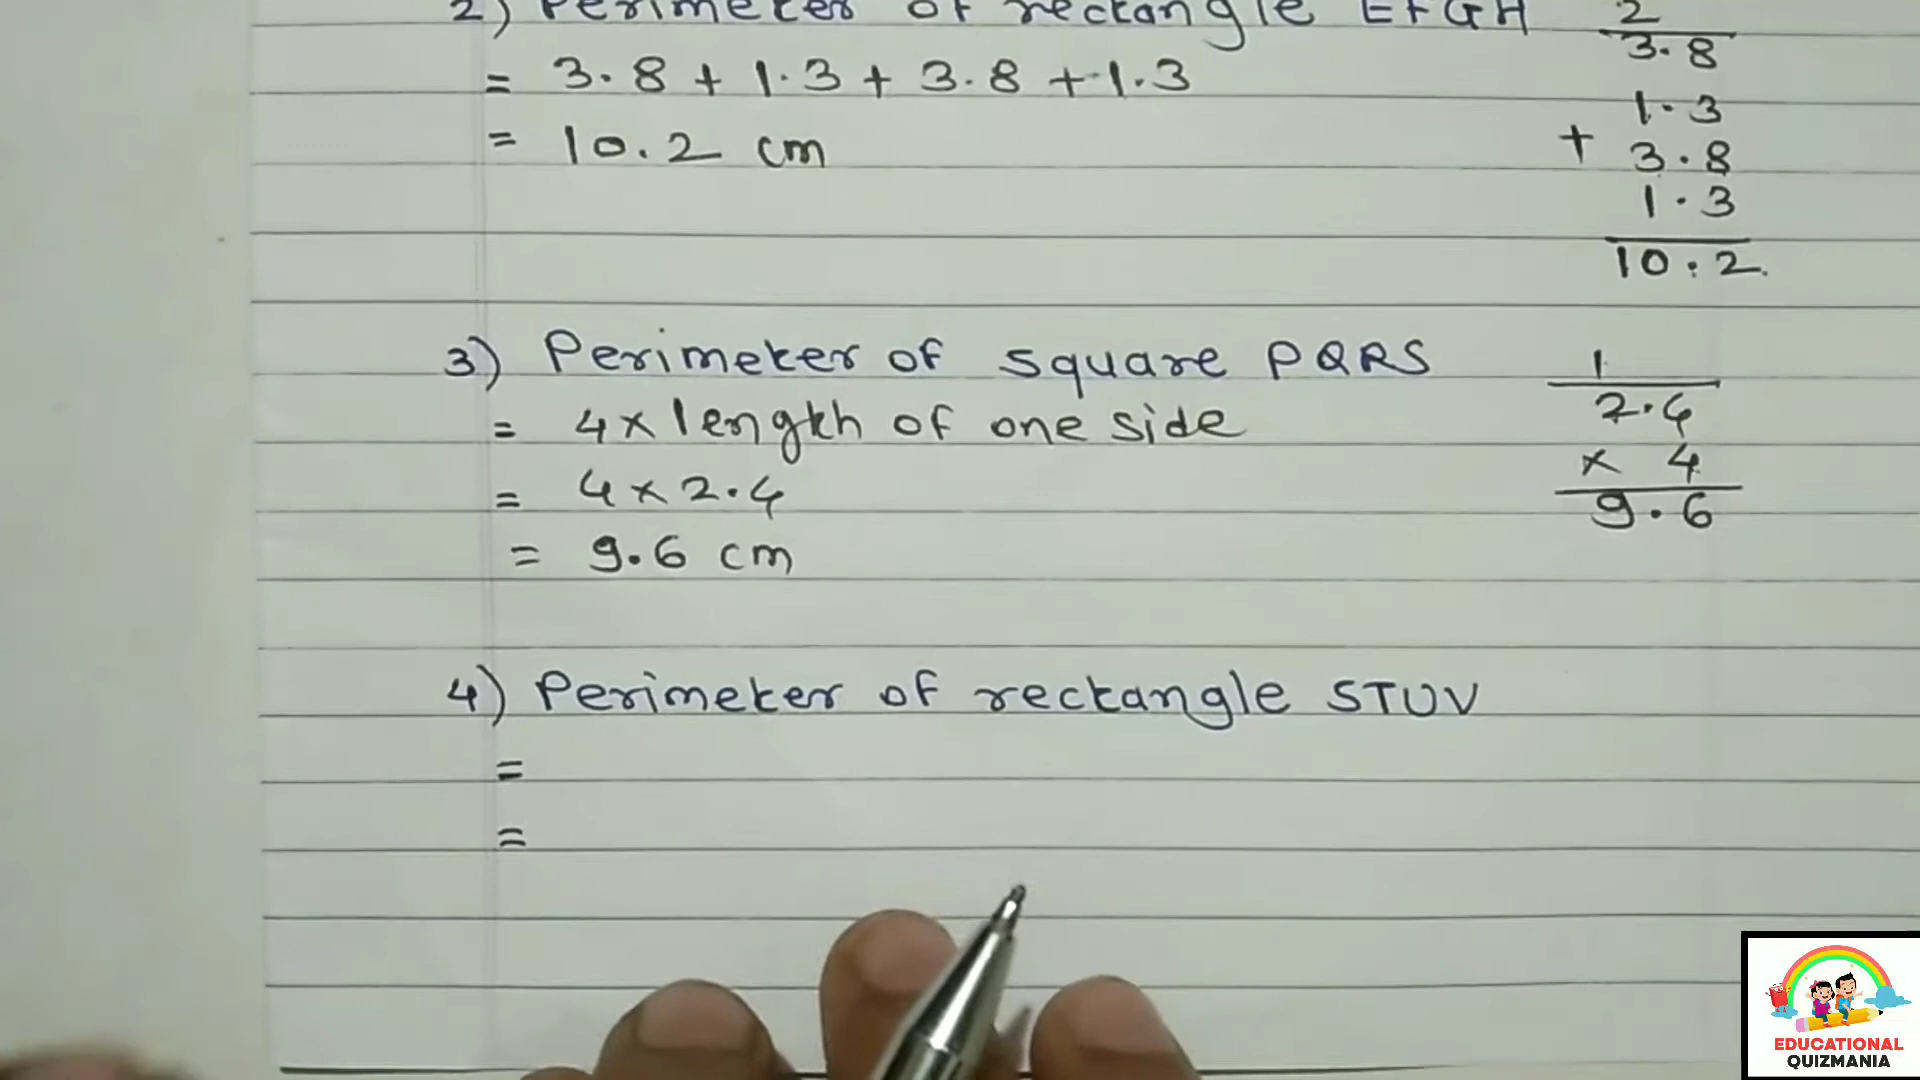 2) Perimeter of rectangle EFGH
= 3.8 + 1.3 + 3.8 + 1.3
= 10.2 cm
2
3.8
1.3
+ 3.8
1.3
10.2.
3) Perimeter of square PQRS
= 4 × length of one side
= 4 × 2.4
= 9.6 cm
1
2.4
× 4
9.6
4) Perimeter of rectangle STUV
=
=
EDUCATIONAL
QUIZMANIA